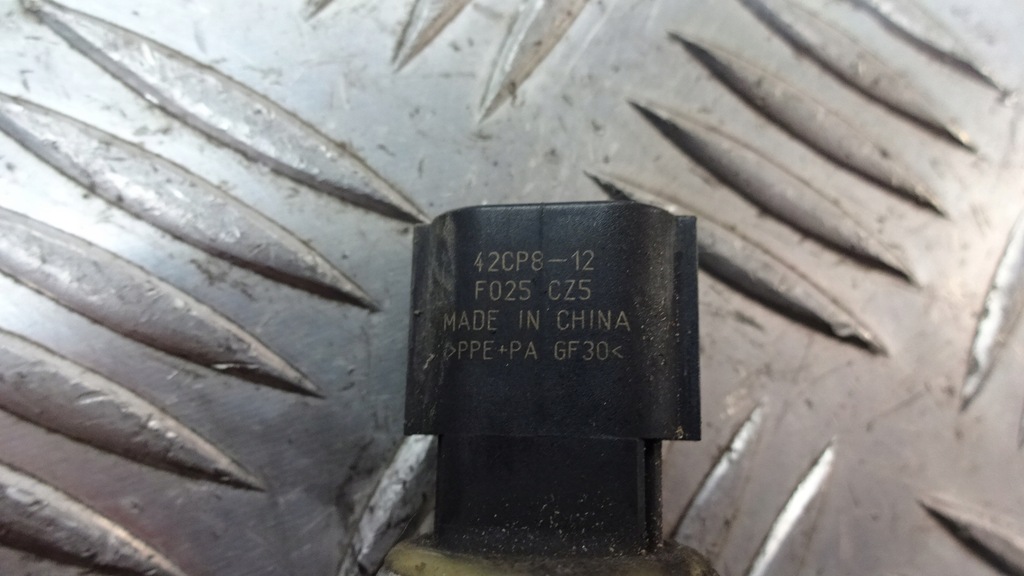 42CP8-12
F025 CZ5
MADE IN CHINA
>PPE+PA GF30<